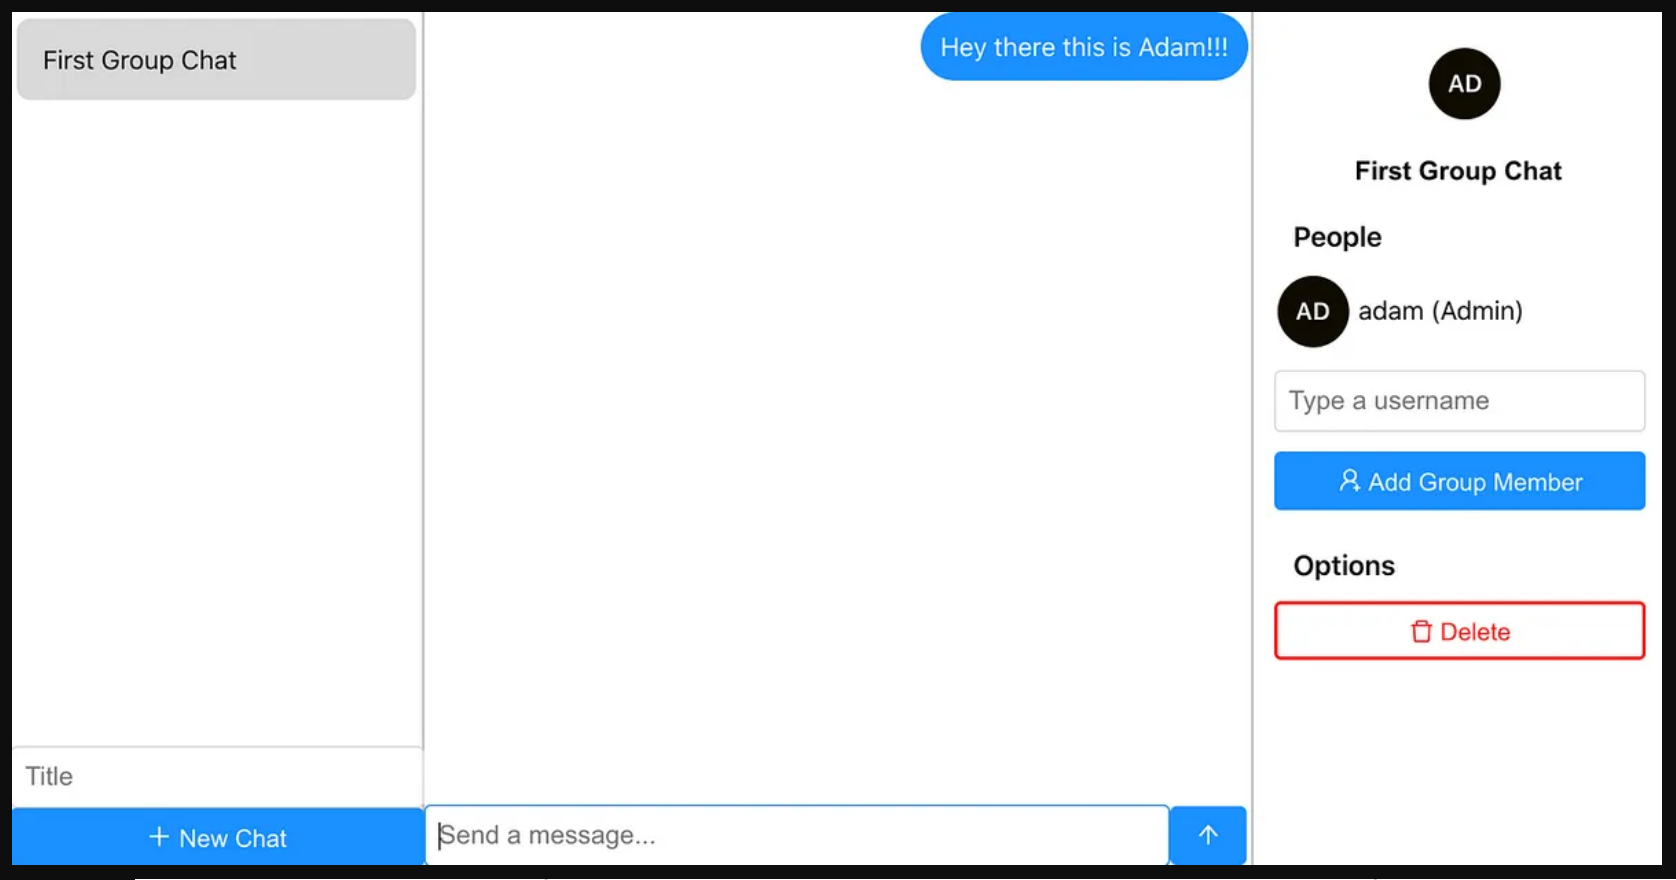 First Group Chat
Title
+ New Chat
Hey there this is Adam!!!
Send a message...
AD
First Group Chat
People
AD adam (Admin)
Type a username
Add Group Member
Options
Delete